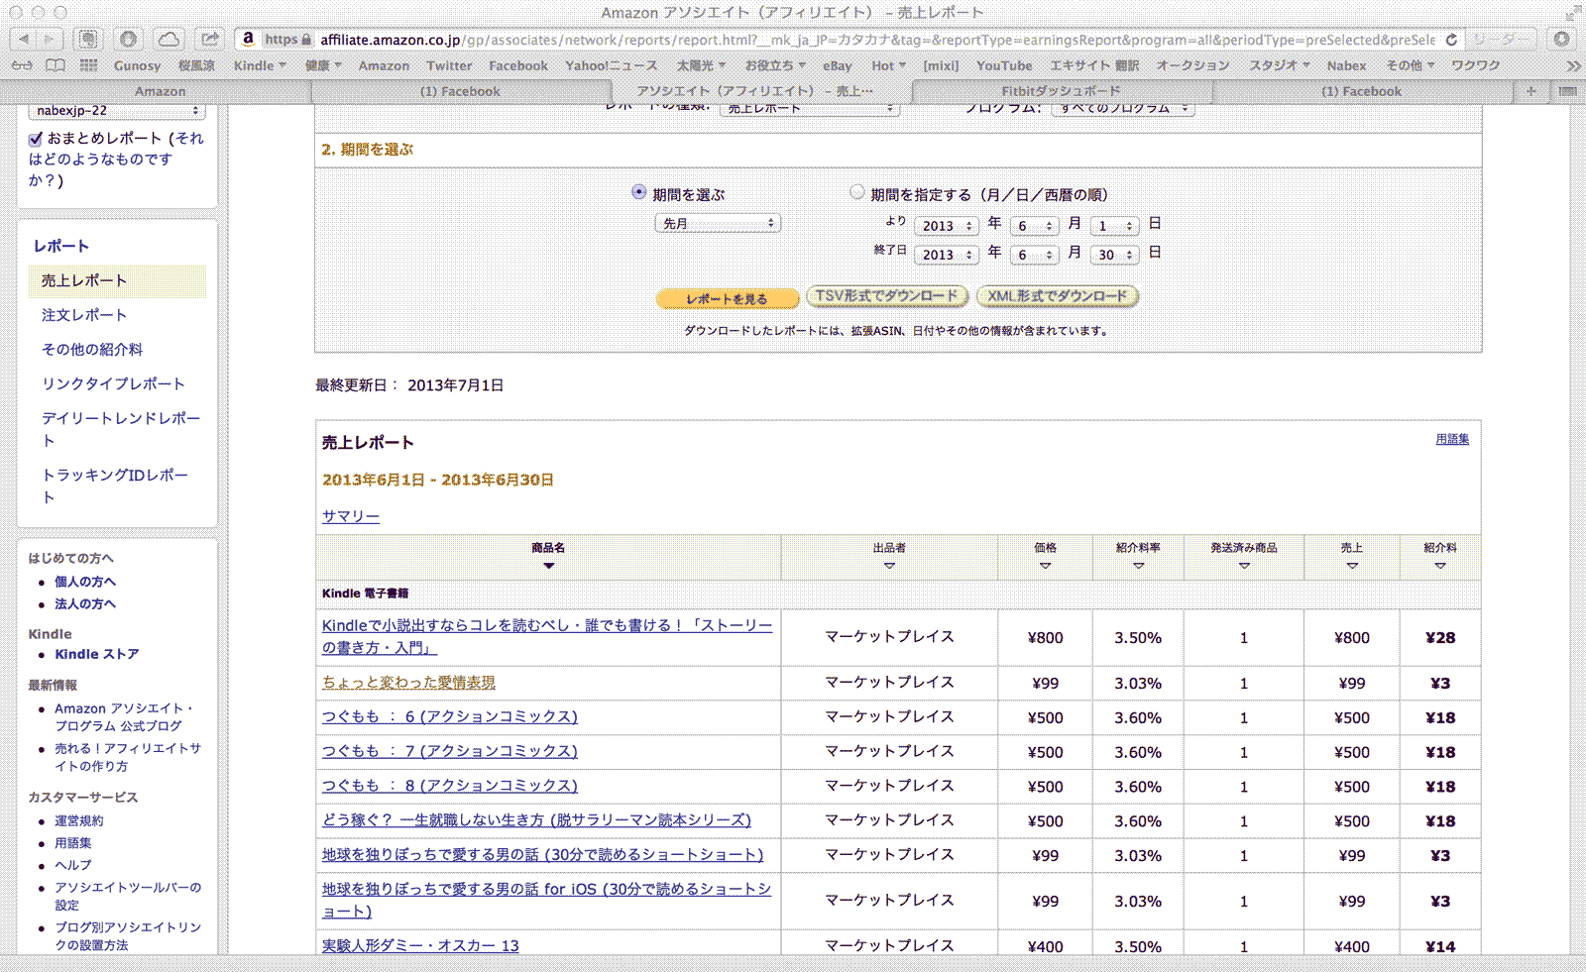 Amazon アソシエイト（アフィリエイト） – 売上レポート
https affiliate.amazon.co.jp/gp/associates/network/reports/report.html?__mk_ja_JP=カタカナ&tag=&reportType=earningsReport&program=all&periodType=preSelected&preSele リーダー
Gunosy 桜風涼 Kindle 健康 Amazon Twitter Facebook Yahoo!ニュース 太陽光 お役立ち eBay Hot [mixi] YouTube エキサイト 翻訳 オークション スタジオ Nabex その他 ワクワク
Amazon (1) Facebook アソシエイト（アフィリエイト） – 売上… Fitbitダッシュボード (1) Facebook
nabexjp-22
おまとめレポート (それ
はどのようなものです
か？)
レポート
売上レポート
注文レポート
その他の紹介料
リンクタイプレポート
デイリートレンドレポー
ト
トラッキングIDレポー
ト
はじめての方へ
個人の方へ
法人の方へ
Kindle
Kindle ストア
最新情報
Amazon アソシエイト・
プログラム 公式ブログ
売れる！アフィリエイトサ
イトの作り方
カスタマーサービス
運営規約
用語集
ヘルプ
アソシエイトツールバーの
設定
ブログ別アソシエイトリン
クの設置方法
レポートの種類： 売上レポート プログラム： すべてのプログラム
2. 期間を選ぶ
期間を選ぶ 期間を指定する（月／日／西暦の順）
先月 より 2013 年 6 月 1 日
終了日 2013 年 6 月 30 日
レポートを見る TSV形式でダウンロード XML形式でダウンロード
ダウンロードしたレポートには、拡張ASIN、日付やその他の情報が含まれています。
最終更新日： 2013年7月1日
売上レポート 用語集
2013年6月1日 - 2013年6月30日
サマリー
商品名 出品者 価格 紹介料率 発送済み商品 売上 紹介料
Kindle 電子書籍
Kindleで小説出すならコレを読むべし・誰でも書ける！「ストーリー
の書き方・入門」 マーケットプレイス ¥800 3.50% 1 ¥800 ¥28
ちょっと変わった愛情表現 マーケットプレイス ¥99 3.03% 1 ¥99 ¥3
つぐもも ： 6 (アクションコミックス) マーケットプレイス ¥500 3.60% 1 ¥500 ¥18
つぐもも ： 7 (アクションコミックス) マーケットプレイス ¥500 3.60% 1 ¥500 ¥18
つぐもも ： 8 (アクションコミックス) マーケットプレイス ¥500 3.60% 1 ¥500 ¥18
どう稼ぐ？ 一生就職しない生き方 (脱サラリーマン読本シリーズ) マーケットプレイス ¥500 3.60% 1 ¥500 ¥18
地球を独りぼっちで愛する男の話 (30分で読めるショートショート) マーケットプレイス ¥99 3.03% 1 ¥99 ¥3
地球を独りぼっちで愛する男の話 for iOS (30分で読めるショートシ
ョート) マーケットプレイス ¥99 3.03% 1 ¥99 ¥3
実験人形ダミー・オスカー 13 マーケットプレイス ¥400 3.50% 1 ¥400 ¥14